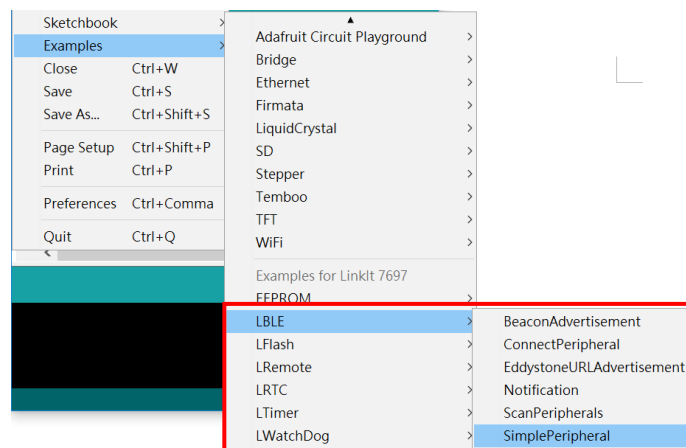 Sketchbook
Examples
Close Ctrl+W
Save Ctrl+S
Save As... Ctrl+Shift+S
Page Setup Ctrl+Shift+P
Print Ctrl+P
Preferences Ctrl+Comma
Quit Ctrl+Q
Adafruit Circuit Playground
Bridge
Ethernet
Firmata
LiquidCrystal
SD
Stepper
Temboo
TFT
WiFi
Examples for LinkIt 7697
EEPROM
LBLE
LFlash
LRemote
LRTC
LTimer
LWatchDog
BeaconAdvertisement
ConnectPeripheral
EddystoneURLAdvertisement
Notification
ScanPeripherals
SimplePeripheral